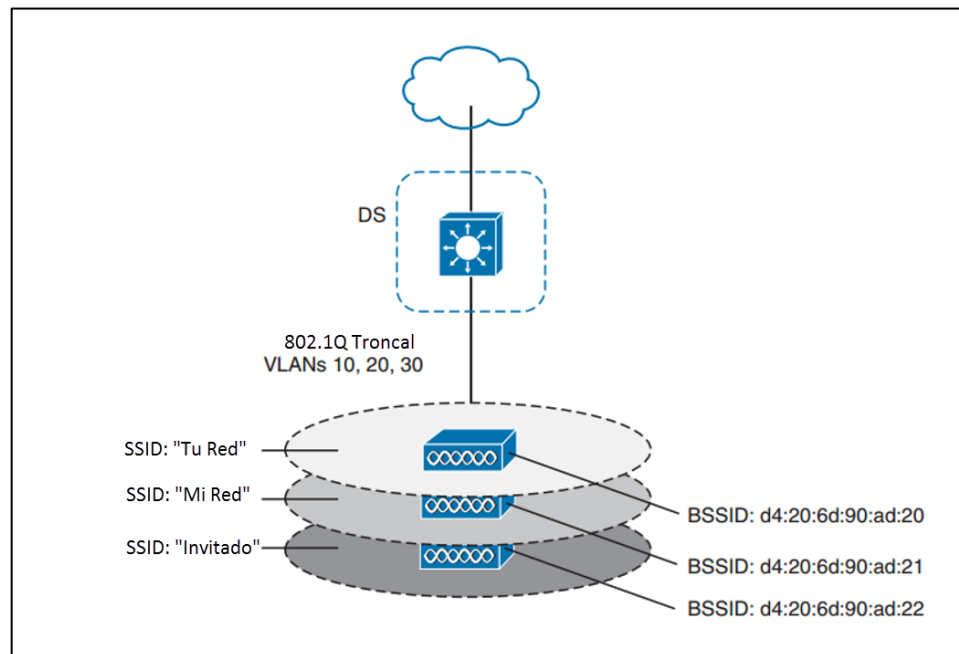 DS
802.1Q Troncal
VLANs 10, 20, 30
SSID: "Tu Red"
SSID: "Mi Red"
SSID: "Invitado"
BSSID: d4:20:6d:90:ad:20
BSSID: d4:20:6d:90:ad:21
BSSID: d4:20:6d:90:ad:22